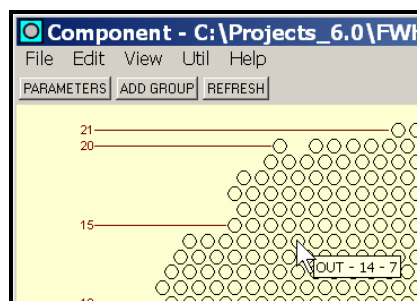 Component - C:\Projects_6.0\FW
File Edit View Util Help
PARAMETERS ADD GROUP REFRESH
21
20
15
OUT - 14 - 7